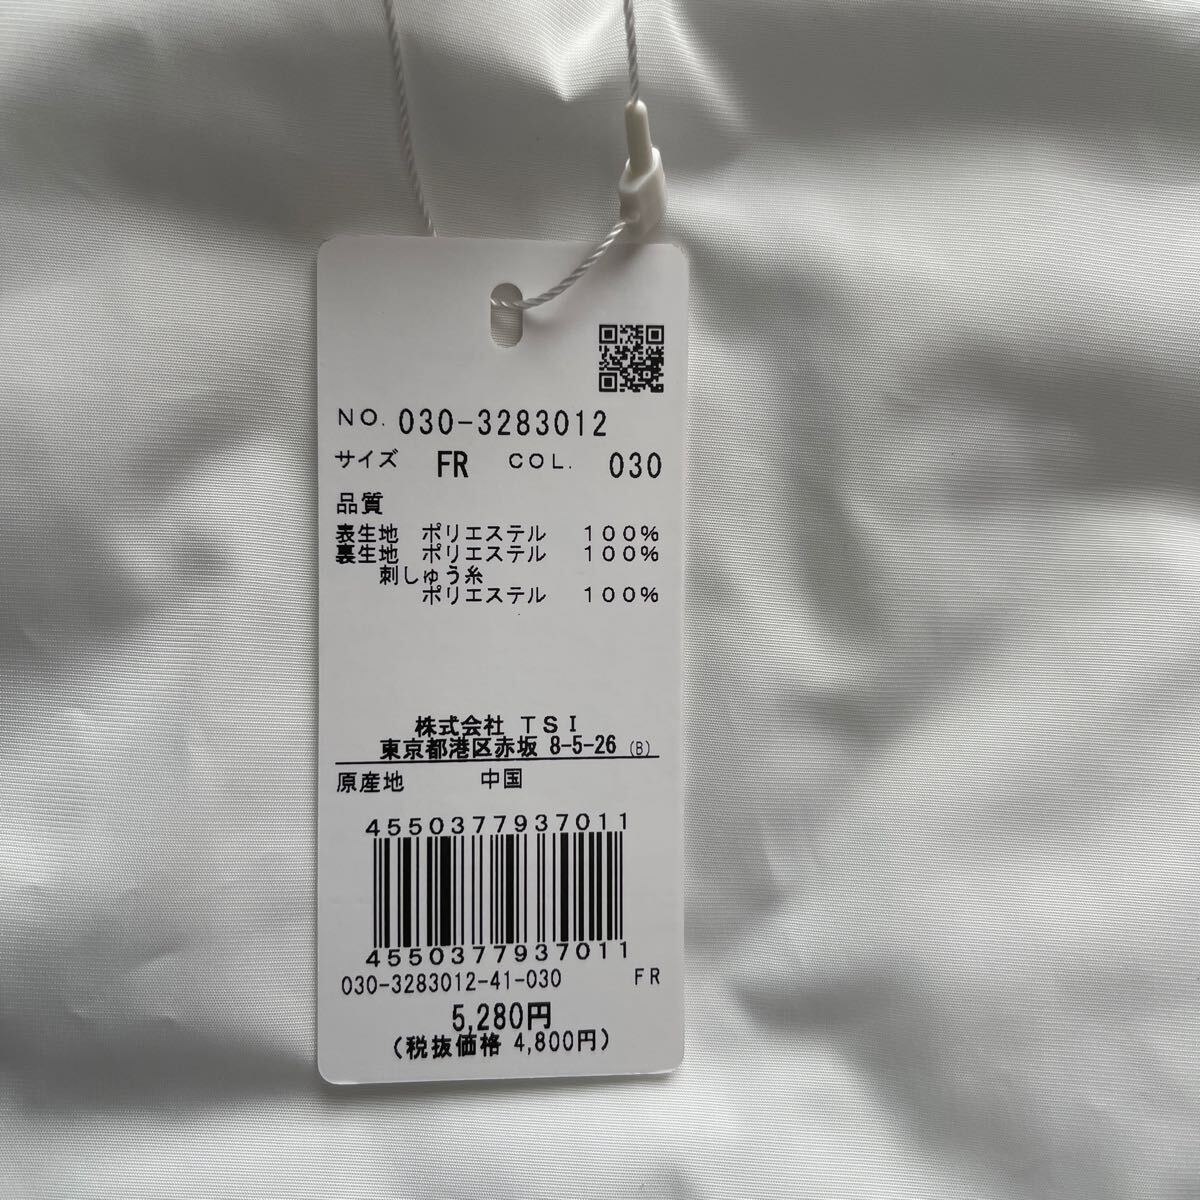 NO. 030-3283012
サイズ FR COL. 030
品質
表生地 ポリエステル 100%
裏生地 ポリエステル 100%
刺しゅう糸
ポリエステル 100%
株式会社 TSI
東京都港区赤坂 8-5-26 (B)
原産地 中国
4550377937011
4550377937011
030-3283012-41-030 FR
5,280円
(税抜価格 4,800円)